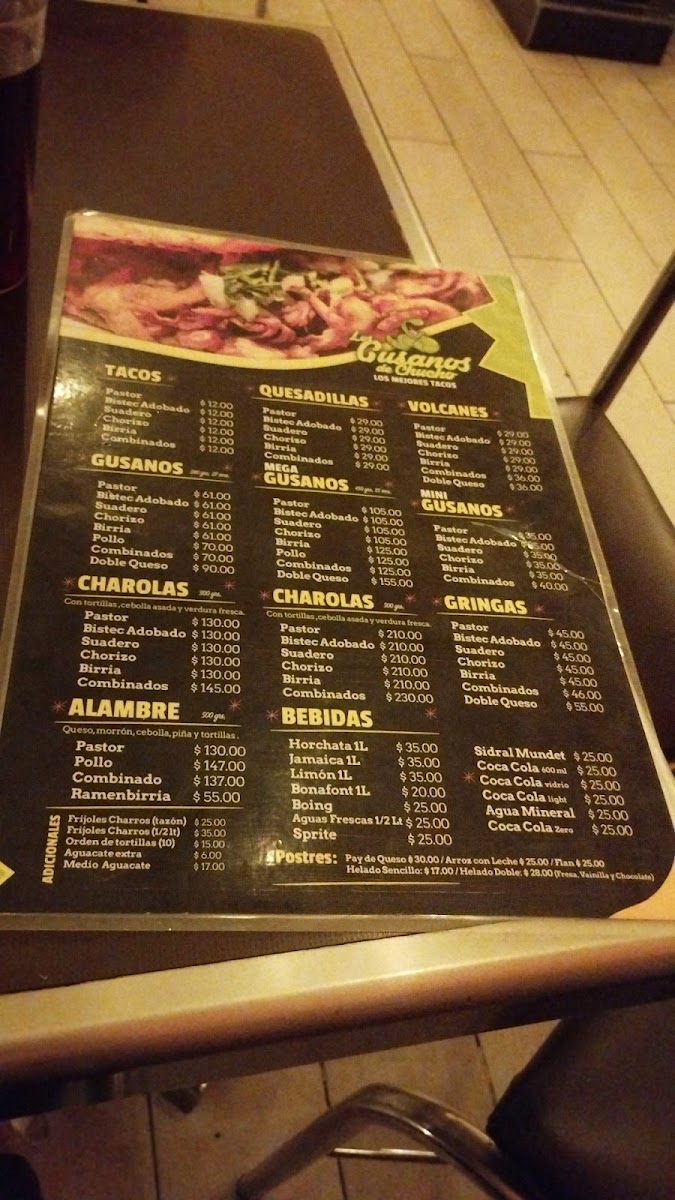 Los
Gusanos
de Chucho
LOS MEJORES TACOS
TACOS
Pastor $ 12.00
Bistec Adobado $ 12.00
Suadero $ 12.00
Chorizo $ 12.00
Birria $ 12.00
Combinados $ 12.00
QUESADILLAS
Pastor $ 29.00
Bistec Adobado $ 29.00
Suadero $ 29.00
Chorizo $ 29.00
Birria $ 29.00
Combinados $ 29.00
VOLCANES
Pastor $ 29.00
Bistec Adobado $ 29.00
Suadero $ 29.00
Chorizo $ 29.00
Birria $ 29.00
Combinados $ 36.00
Doble Queso $ 36.00
GUSANOS
Pastor $ 61.00
Bistec Adobado $ 61.00
Suadero $ 61.00
Chorizo $ 61.00
Birria $ 61.00
Pollo $ 70.00
Combinados $ 70.00
Doble Queso $ 90.00
MEGA
GUSANOS
Pastor $ 105.00
Bistec Adobado $ 105.00
Suadero $ 105.00
Chorizo $ 105.00
Birria $ 125.00
Pollo $ 125.00
Combinados $ 125.00
Doble Queso $ 155.00
MINI
GUSANOS
Pastor $ 35.00
Bistec Adobado $ 35.00
Suadero $ 35.00
Chorizo $ 35.00
Birria $ 35.00
Combinados $ 40.00
CHAROLAS 300 grs.
Con tortillas, cebolla asada y verdura fresca.
Pastor $ 130.00
Bistec Adobado $ 130.00
Suadero $ 130.00
Chorizo $ 130.00
Birria $ 130.00
Combinados $ 145.00
CHAROLAS 500 grs.
Con tortillas, cebolla asada y verdura fresca.
Pastor $ 210.00
Bistec Adobado $ 210.00
Suadero $ 210.00
Chorizo $ 210.00
Birria $ 210.00
Combinados $ 230.00
GRINGAS
Pastor $ 45.00
Bistec Adobado $ 45.00
Suadero $ 45.00
Chorizo $ 45.00
Birria $ 45.00
Combinados $ 46.00
Doble Queso $ 55.00
ALAMBRE 500 grs.
Queso, morrón, cebolla, piña y tortillas.
Pastor $ 130.00
Pollo $ 147.00
Combinado $ 137.00
Ramenbirria $ 55.00
BEBIDAS
Horchata 1L $ 35.00
Jamaica 1L $ 35.00
Limón 1L $ 35.00
Bonafont 1L $ 20.00
Boing $ 25.00
Aguas Frescas 1/2 Lt $ 25.00
Sprite $ 25.00
Sidral Mundet $ 25.00
Coca Cola 600 ml $ 25.00
Coca Cola vidrio $ 25.00
Coca Cola light $ 25.00
Agua Mineral $ 25.00
Coca Cola Zero $ 25.00
ADICIONALES
Frijoles Charros (tazón) $ 25.00
Frijoles Charros (1/2 lt) $ 35.00
Orden de tortillas (10) $ 15.00
Aguacate extra $ 6.00
Medio Aguacate $ 17.00
Postres: Pay de Queso $ 30.00 / Arros con Leche $ 25.00 / Flan $ 25.00
Helado Sencillo: $ 17.00 / Helado Doble: $ 28.00 (Fresa, Vainilla y Chocolate)